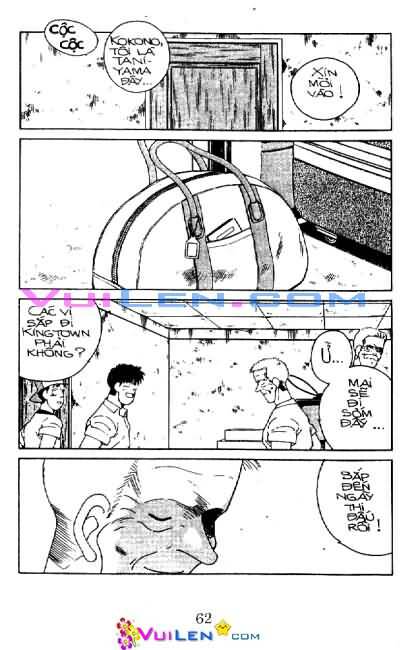 CỘC
CỘC
KOKONO,
TÔI LÀ
TANI-
YAMA
ĐÂY...
XIN
MỜI
VÀO!
VUILEN.COM
CÁC VỊ
SẮP ĐI
KINGTOWN
PHẢI
KHÔNG?
Ừ...
MAI
SẼ
ĐI
SỚM
ĐẤY...
SẮP
ĐẾN
NGÀY
THI
ĐẤU
RỒI!
62
VUILEN.COM